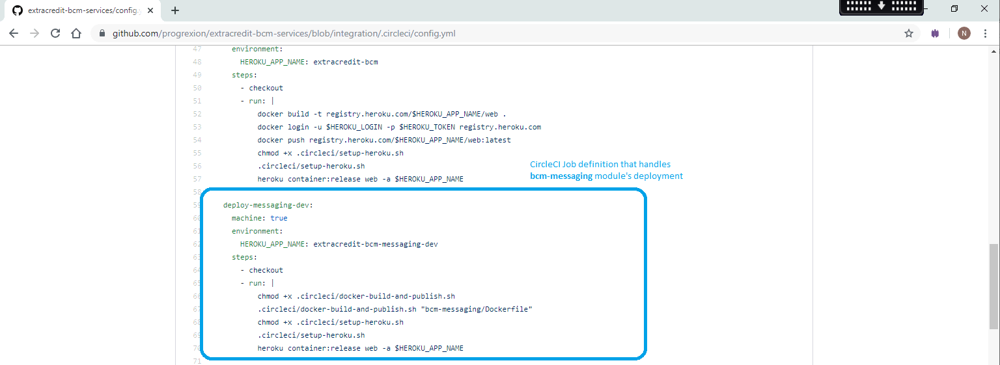 extracredit-bcm-services/config.y
github.com/progrexion/extracredit-bcm-services/blob/integration/.circleci/config.yml
N
47 environment:
48 HEROKU_APP_NAME: extracredit-bcm
49 steps:
50 - checkout
51 - run: |
52 docker build -t registry.heroku.com/$HEROKU_APP_NAME/web .
53 docker login -u $HEROKU_LOGIN -p $HEROKU_TOKEN registry.heroku.com
54 docker push registry.heroku.com/$HEROKU_APP_NAME/web:latest
55 chmod +x .circleci/setup-heroku.sh
56 .circleci/setup-heroku.sh
CircleCI Job definition that handles
bcm-messaging module's deployment
57 heroku container:release web -a $HEROKU_APP_NAME
58
59 deploy-messaging-dev:
60 machine: true
61 environment:
62 HEROKU_APP_NAME: extracredit-bcm-messaging-dev
63 steps:
64 - checkout
65 - run: |
66 chmod +x .circleci/docker-build-and-publish.sh
67 .circleci/docker-build-and-publish.sh "bcm-messaging/Dockerfile"
68 chmod +x .circleci/setup-heroku.sh
69 .circleci/setup-heroku.sh
70 heroku container:release web -a $HEROKU_APP_NAME
71